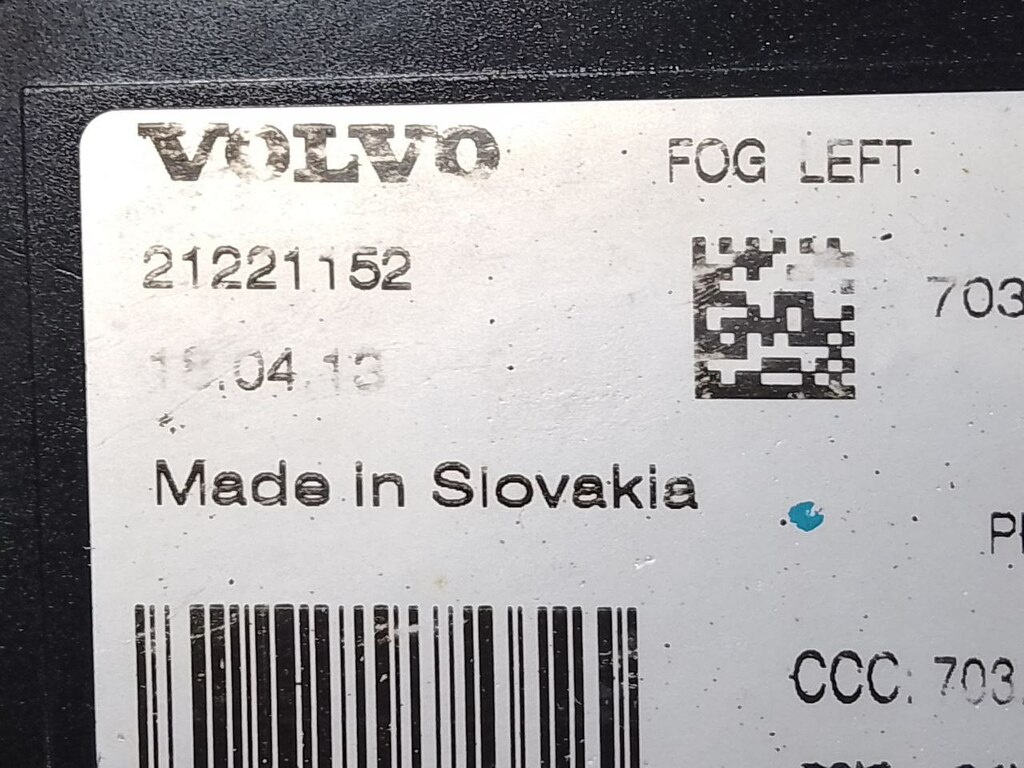 VOLVO
FOG LEFT
21221152
703
.04.13
Made in Slovakia
CCC: 703